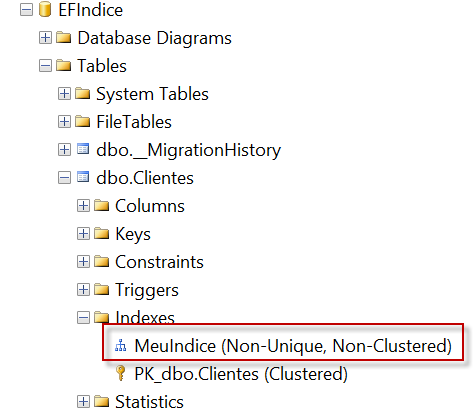 EFIndice
Database Diagrams
Tables
System Tables
FileTables
dbo.__MigrationHistory
dbo.Clientes
Columns
Keys
Constraints
Triggers
Indexes
MeuIndice (Non-Unique, Non-Clustered)
PK_dbo.Clientes (Clustered)
Statistics